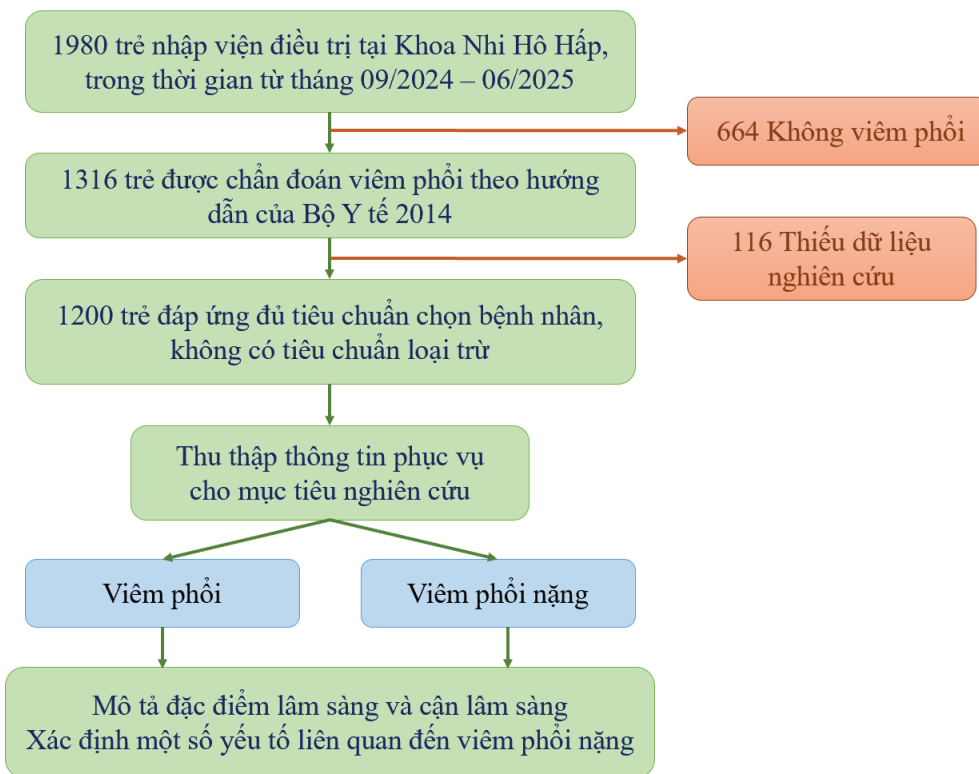 1980 trẻ nhập viện điều trị tại Khoa Nhi Hô Hấp,
trong thời gian từ tháng 09/2024 – 06/2025
664 Không viêm phổi
1316 trẻ được chẩn đoán viêm phổi theo hướng
dẫn của Bộ Y tế 2014
116 Thiếu dữ liệu
nghiên cứu
1200 trẻ đáp ứng đủ tiêu chuẩn chọn bệnh nhân,
không có tiêu chuẩn loại trừ
Thu thập thông tin phục vụ
cho mục tiêu nghiên cứu
Viêm phổi
Viêm phổi nặng
Mô tả đặc điểm lâm sàng và cận lâm sàng
Xác định một số yếu tố liên quan đến viêm phổi nặng